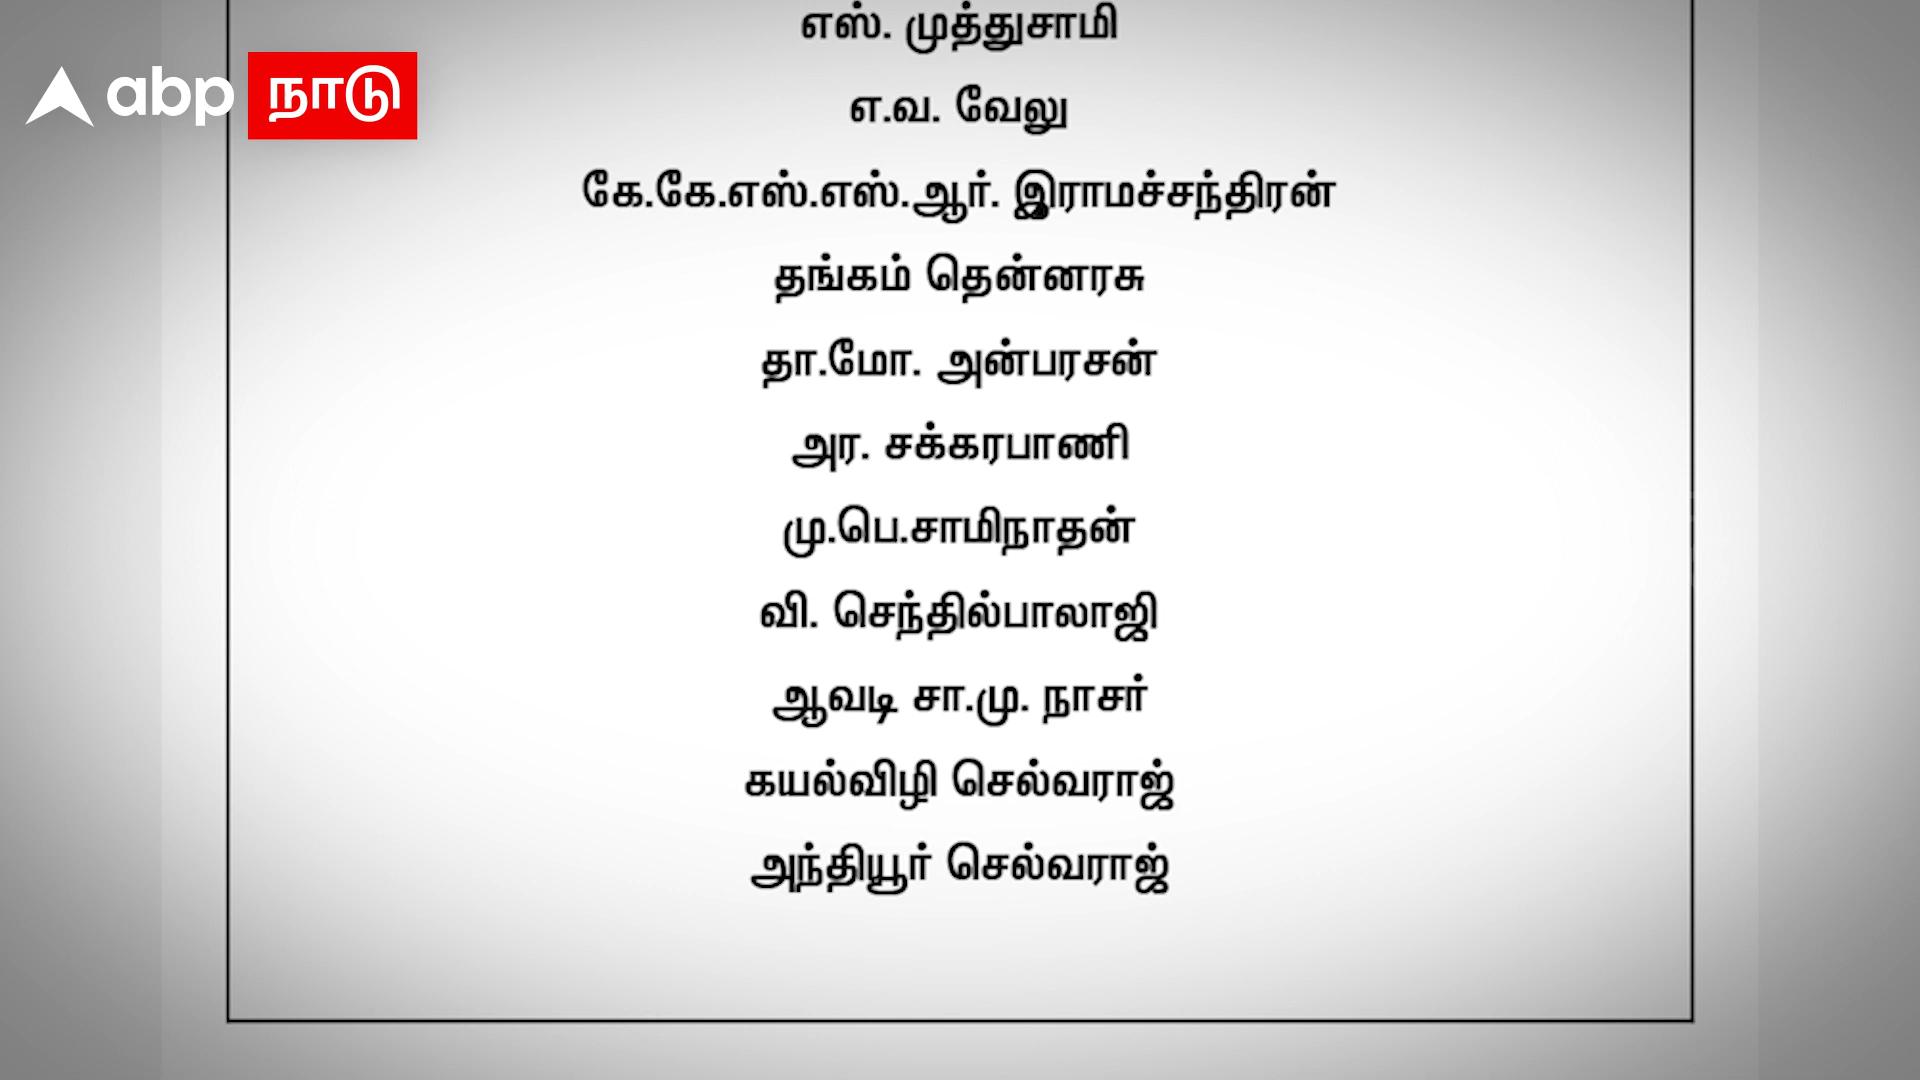 எஸ். முத்துசாமி
abp நாடு
எ.வ. வேலு
கே.கே.எஸ்.எஸ்.ஆர். இராமச்சந்திரன்
தங்கம் தென்னரசு
தா.மோ. அன்பரசன்
அர. சக்கரபாணி
மு.பெ.சாமிநாதன்
வி. செந்தில்பாலாஜி
ஆவடி சா.மு. நாசர்
கயல்விழி செல்வராஜ்
அந்தியூர் செல்வராஜ்